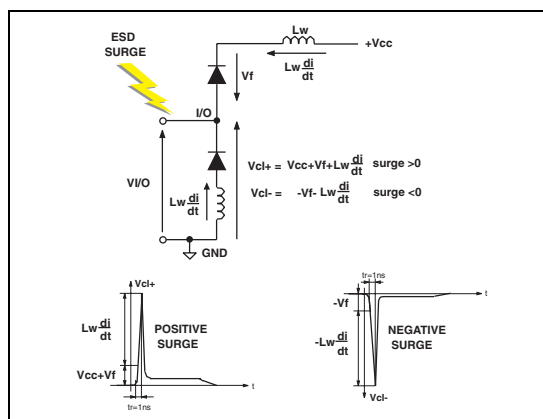 Lw
ESD
SURGE
+Vcc
Lw di/dt
Vf
I/O
Vcl+ = Vcc+Vf+Lw di/dt surge >0
VI/O
Lw di/dt
Vcl- = -Vf- Lw di/dt surge <0
GND
Vcl+
tr=1ns
t
-Vf
Lw di/dt
POSITIVE
SURGE
-Lw di/dt
NEGATIVE
SURGE
Vcc+Vf
t
tr=1ns
Vcl-